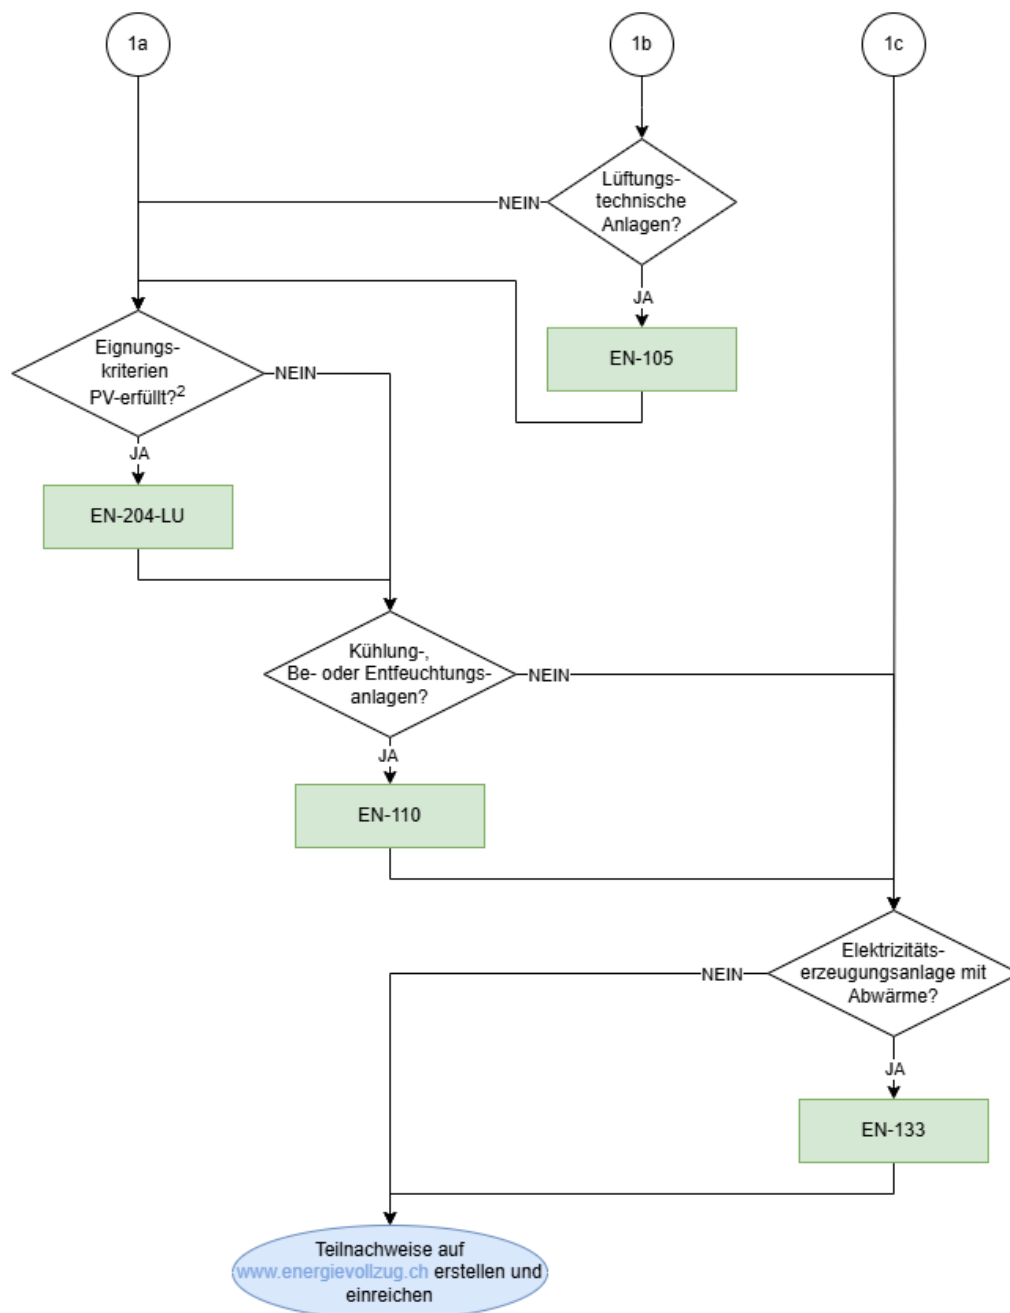 1a
1b
1c
Lüftungs-
technische
Anlagen?
NEIN
JA
EN-105
Eignungs-
kriterien
PV-erfüllt?²
NEIN
JA
EN-204-LU
Kühlung-,
Be- oder Entfeuchtungs-
anlagen?
NEIN
JA
EN-110
Elektrizitäts-
erzeugungsanlage mit
Abwärme?
NEIN
JA
EN-133
Teilnachweise auf
www.energievollzug.ch erstellen und
einreichen